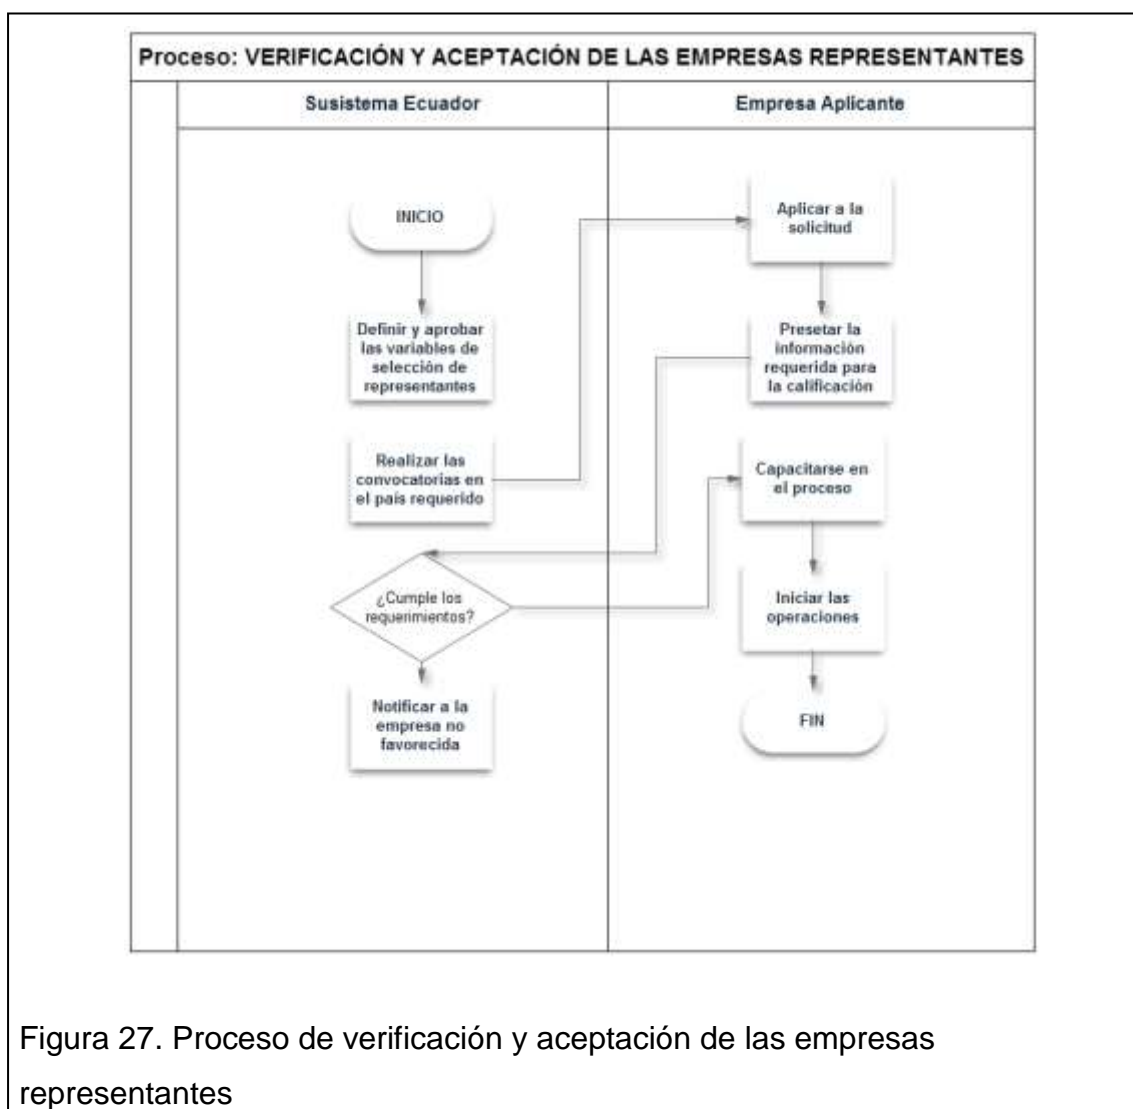 Proceso: VERIFICACIÓN Y ACEPTACIÓN DE LAS EMPRESAS REPRESENTANTES
Susistema Ecuador
Empresa Aplicante
INICIO
Definir y aprobar
las variables de
selección de
representantes
Realizar las
convocatorias en
el país requerido
Aplicar a la
solicitud
Presetar la
información
requerida para
la calificación
¿Cumple los
requerimientos?
Notificar a la
empresa no
favorecida
Capacitarse en
el proceso
Iniciar las
operaciones
FIN
Figura 27. Proceso de verificación y aceptación de las empresas
representantes